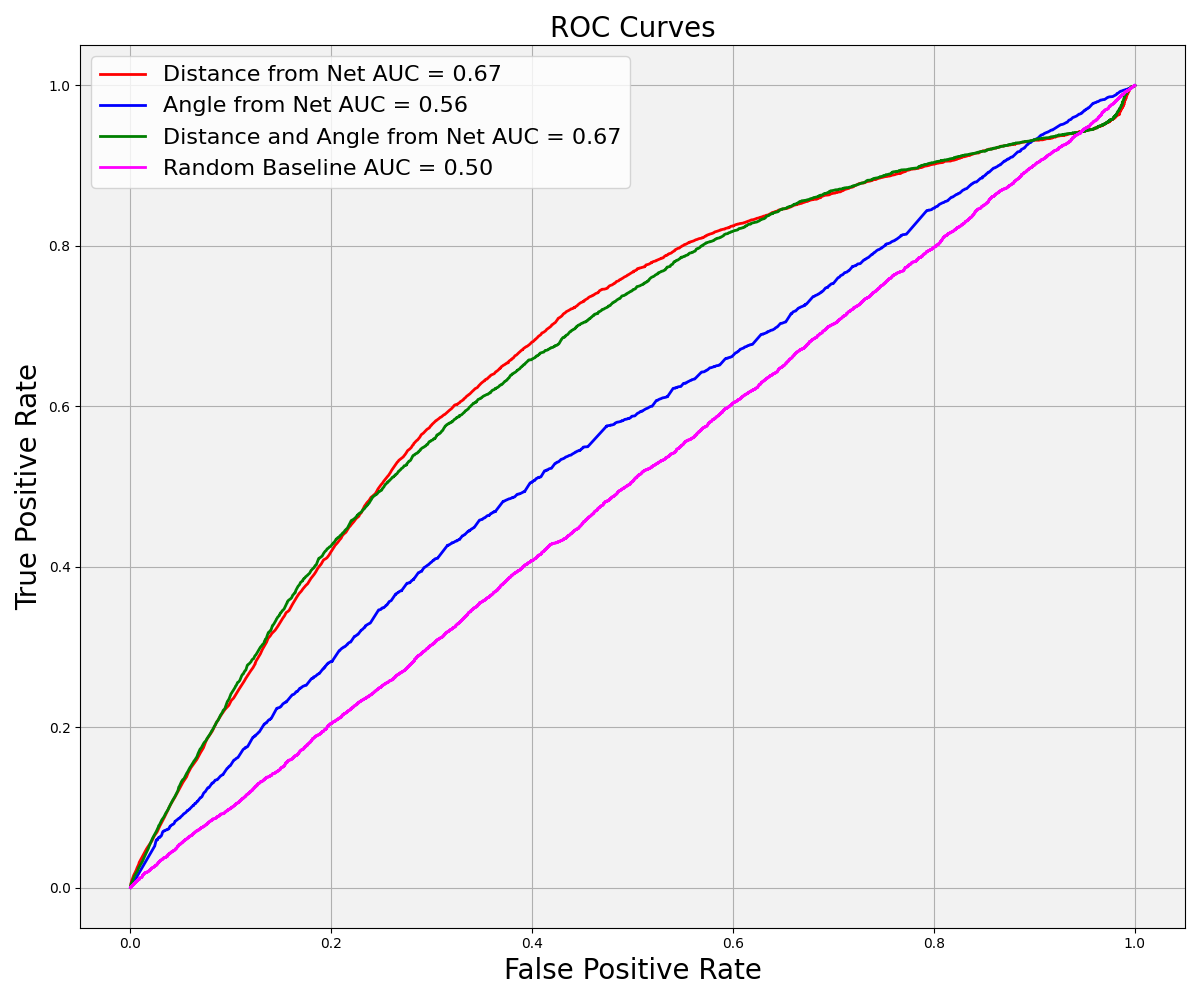 ROC Curves
Distance from Net AUC = 0.67
Angle from Net AUC = 0.56
Distance and Angle from Net AUC = 0.67
Random Baseline AUC = 0.50
True Positive Rate
1.0
0.8
0.6
0.4
0.2
0.0
0.0 0.2 0.4 0.6 0.8 1.0
False Positive Rate